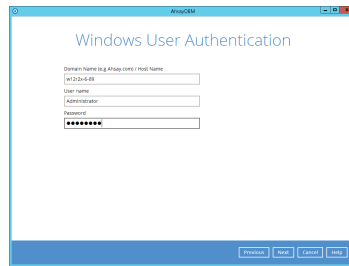 AhsayOBM
Windows User Authentication
Domain Name (e.g Ahsay.com) / Host Name
w12r2x-6-89
User name
Administrator
Password
Previous Next Cancel Help